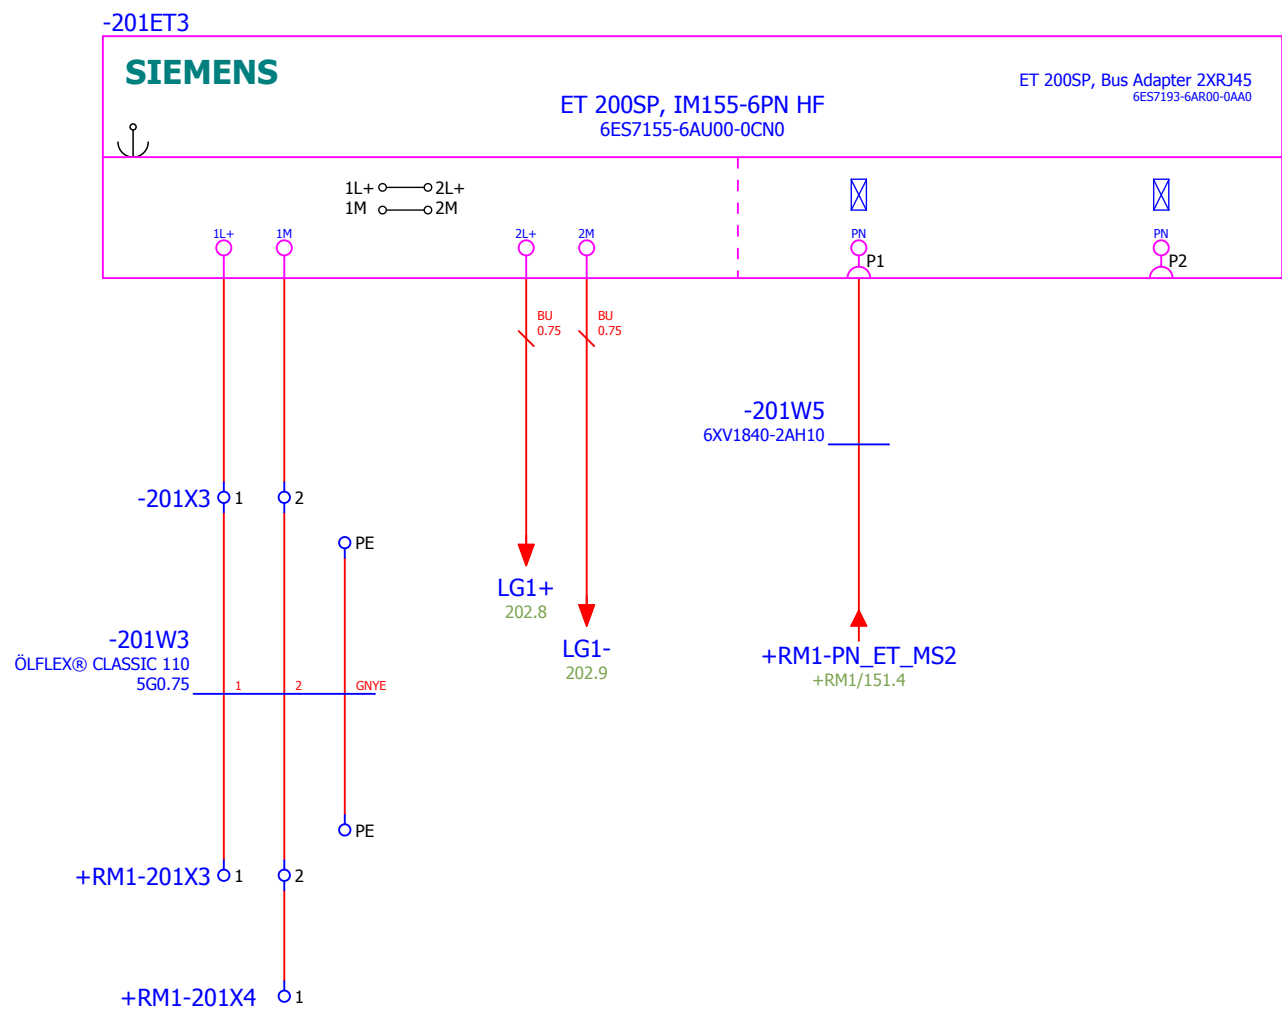 -201ET3
SIEMENS
ET 200SP, IM155-6PN HF
6ES7155-6AU00-0CN0
ET 200SP, Bus Adapter 2XRJ45
6ES7193-6AR00-0AA0
1L+ 2L+
1M 2M
1L+ 1M 2L+ 2M PN PN
P1 P2
BU BU
0.75 0.75
-201W5
6XV1840-2AH10
-201X3 1 2
PE
LG1+
202.8
-201W3
ÖLFLEX® CLASSIC 110
5G0.75
1 2 GNYE
LG1-
202.9
+RM1-PN_ET_MS2
+RM1/151.4
PE
+RM1-201X3 1 2
+RM1-201X4 1